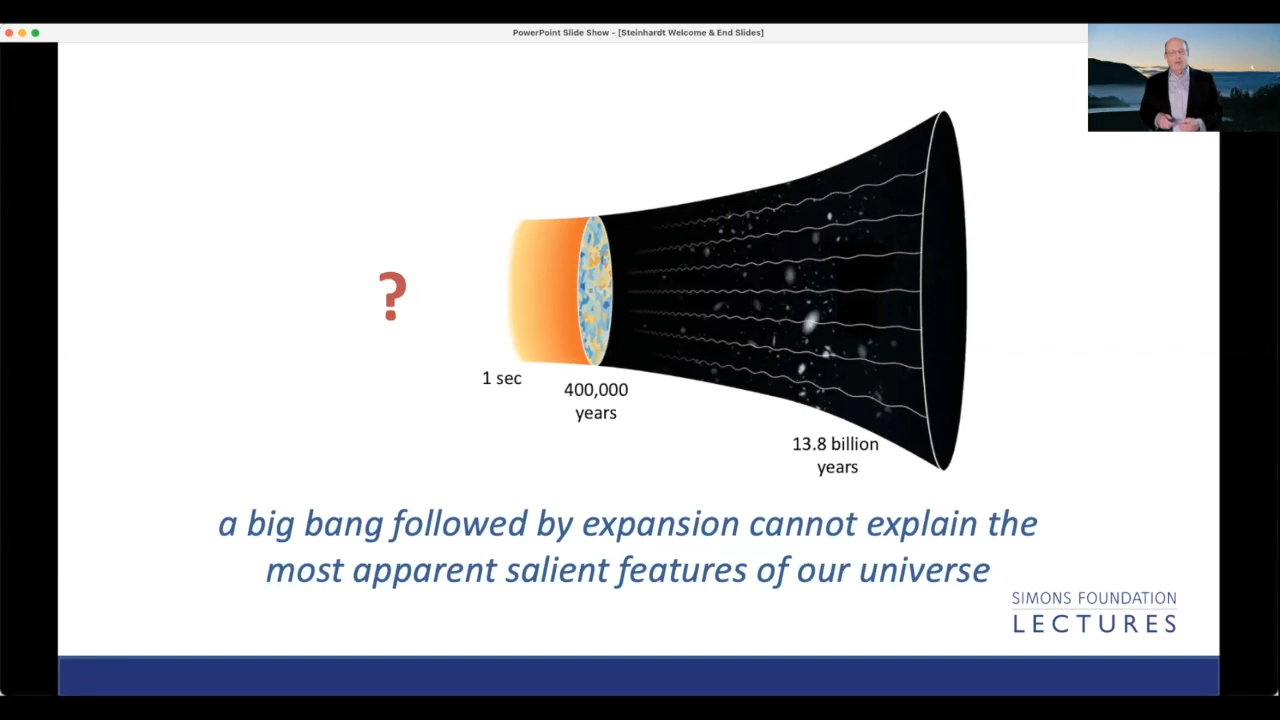 PowerPoint Slide Show - [Steinhardt Welcome & End Slides]
?
1 sec
400,000
years
13.8 billion
years
a big bang followed by expansion cannot explain the
most apparent salient features of our universe
SIMONS FOUNDATION
LECTURES